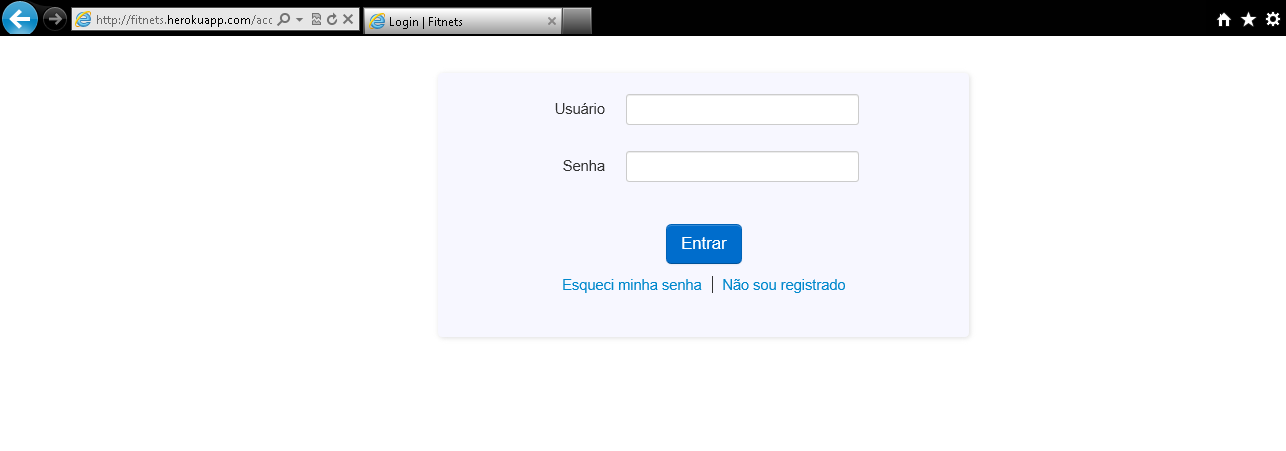 http://fitnets.herokuapp.com/acc
Login | Fitnets
Usuário
Senha
Entrar
Esqueci minha senha | Não sou registrado